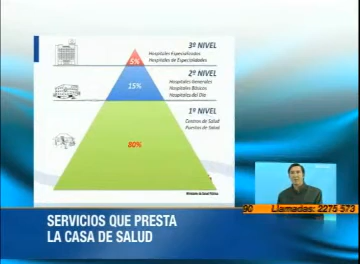 3º NIVEL
Hospitales Especializados
Hospitales de Especialidades
5%
2º NIVEL
Hospitales Generales
Hospitales Básicos
Hospitales del Día
15%
1º NIVEL
Centros de Salud
Puestos de Salud
80%
Ministerio de Salud Pública
SERVICIOS QUE PRESTA
LA CASA DE SALUD
90 Llamadas: 2275 573